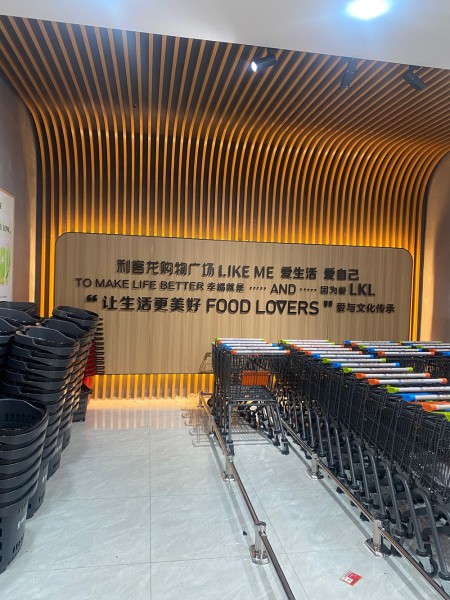 利客龙购物广场 LIKE ME 爱生活 爱自己
TO MAKE LIFE BETTER 幸福就是 ····· AND ····· 因为有 LKL
“ 让生活更美好 FOOD LOVERS ” 爱与文化传承